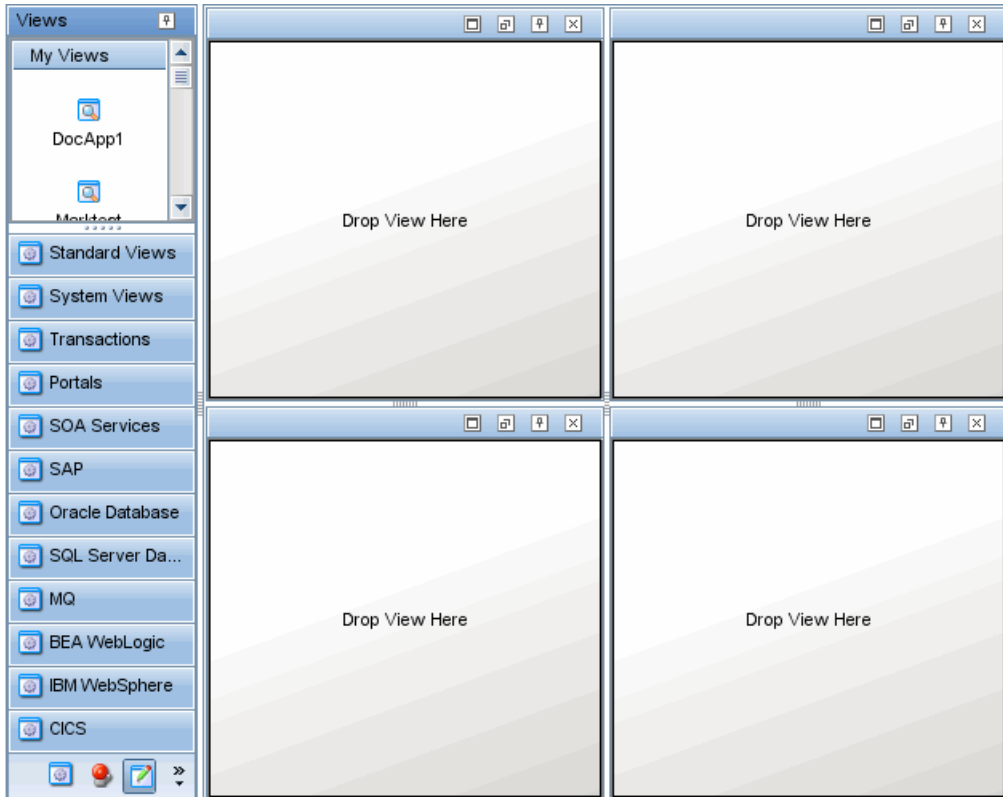 Views
My Views
DocApp1
Marktest
Standard Views
System Views
Transactions
Portals
SOA Services
SAP
Oracle Database
SQL Server Da...
MQ
BEA WebLogic
IBM WebSphere
CICS
Drop View Here
Drop View Here
Drop View Here
Drop View Here